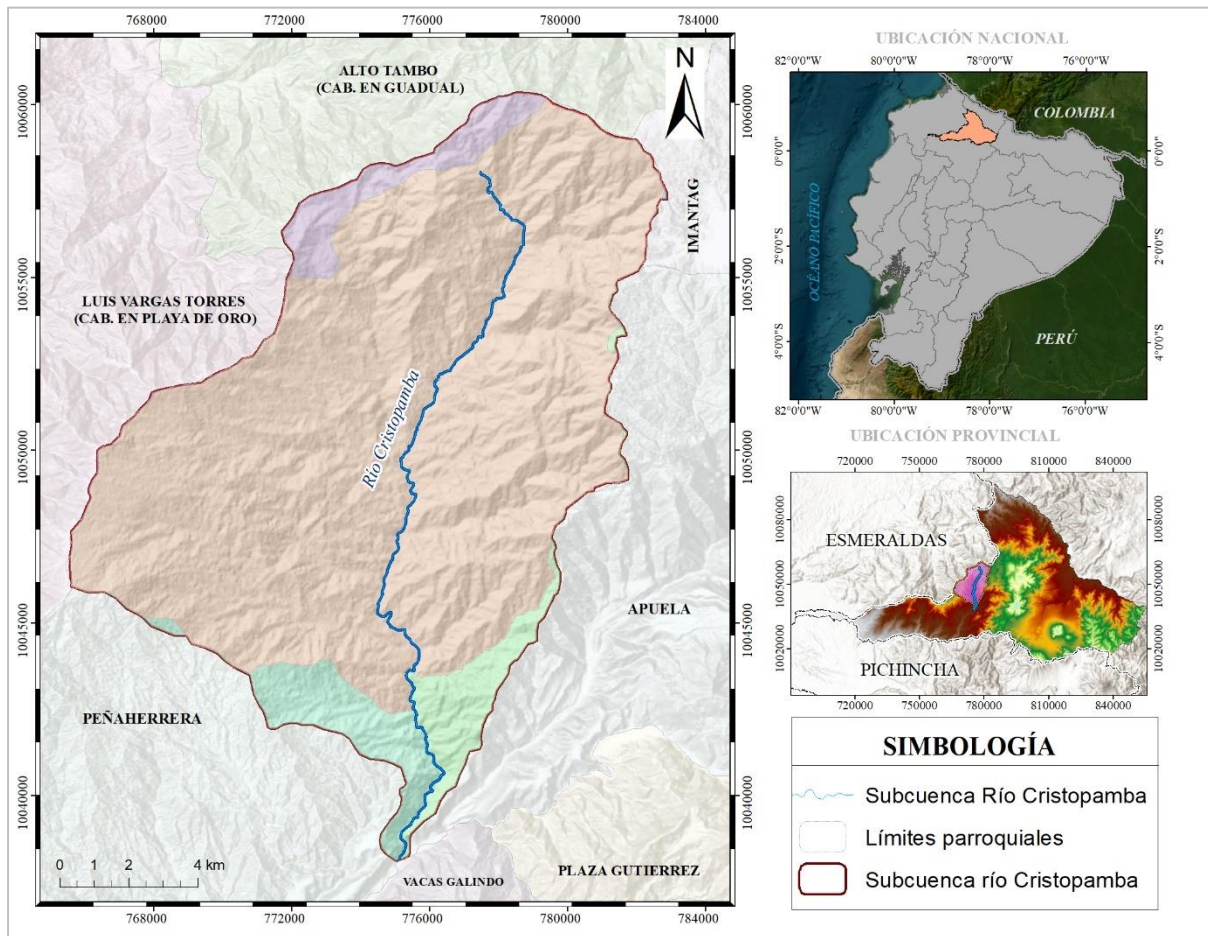 768000 772000 776000 780000 784000
ALTO TAMBO
(CAB. EN GUADUAL)
N
IMANTAG
LUIS VARGAS TORRES
(CAB. EN PLAYA DE ORO)
Río Cristopamba
APUELA
PEÑAHERRERA
PLAZA GUTIERREZ
VACAS GALINDO
0 1 2 4 km
10060000
10055000
10050000
10045000
10040000
10060000
10055000
10050000
10045000
10040000
768000 772000 776000 780000 784000
UBICACIÓN NACIONAL
82°0'0"W 80°0'0"W 78°0'0"W 76°0'0"W
COLOMBIA
OCÉANO PACÍFICO
PERÚ
0°0'0"
2°0'0"S
4°0'0"S
0°0'0"
2°0'0"S
4°0'0"S
82°0'0"W 80°0'0"W 78°0'0"W 76°0'0"W
UBICACIÓN PROVINCIAL
720000 750000 780000 810000 840000
ESMERALDAS
PICHINCHA
10080000
10050000
10020000
10080000
10050000
10020000
720000 750000 780000 810000 840000
SIMBOLOGÍA
Subcuenca Río Cristopamba
Límites parroquiales
Subcuenca río Cristopamba